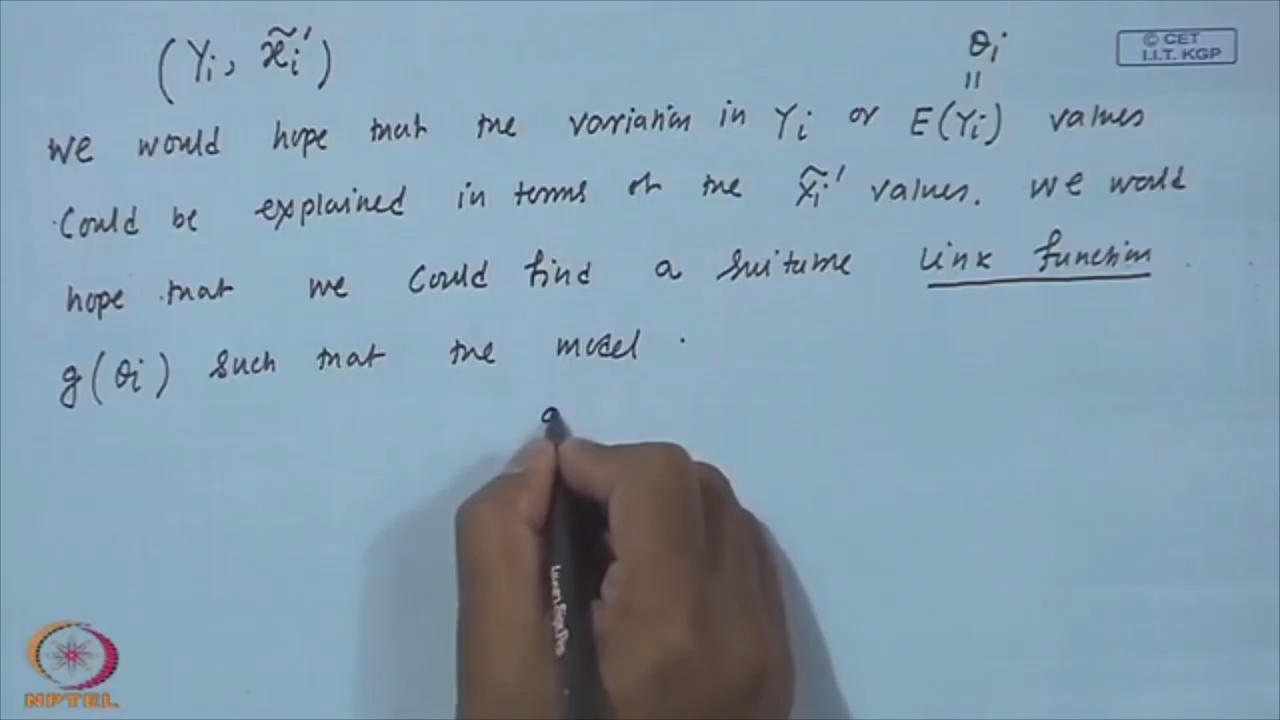 (Yi, x̃i')
θi
=
© CET
I.I.T. KGP
We would hope that the variation in Yi or E(Yi) values
could be explained in terms of the x̃i' values. We would
hope that we could find a suitable link function
g(θi) such that the model
NPTEL